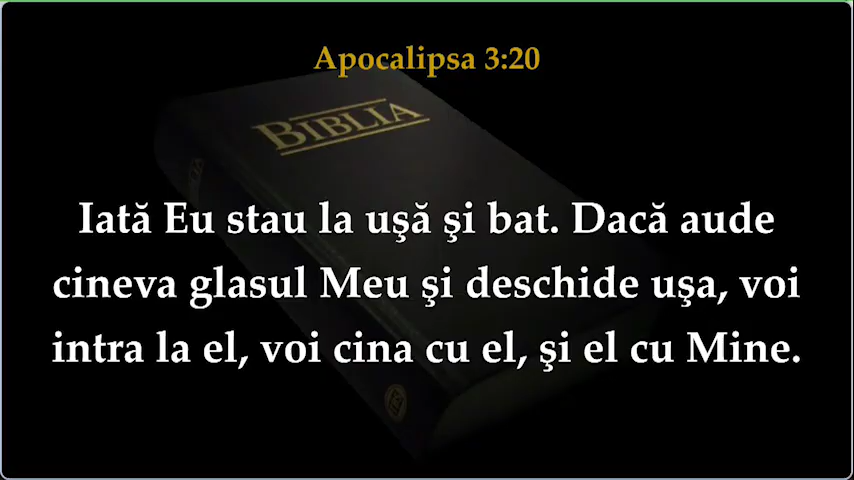 Apocalipsa 3:20
BIBLIA
Iată Eu stau la uşă şi bat. Dacă aude
cineva glasul Meu şi deschide uşa, voi
intra la el, voi cina cu el, şi el cu Mine.